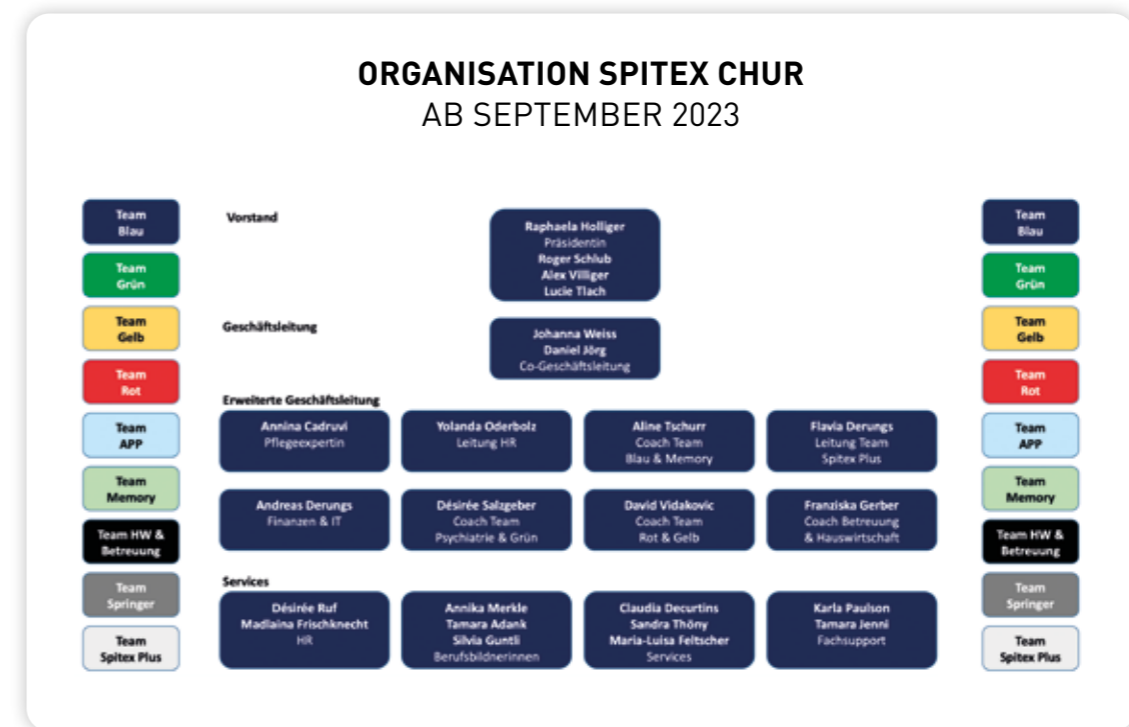 ORGANISATION SPITEX CHUR
AB SEPTEMBER 2023
Team
Blau
Team
Grün
Team
Gelb
Team
Rot
Team
APP
Team
Memory
Team HW &
Betreuung
Team
Springer
Team
Spitex Plus
Vorstand
Raphaela Holliger
Präsidentin
Roger Schlub
Alex Villiger
Lucie Tlach
Geschäftsleitung
Johanna Weiss
Daniel Jörg
Co-Geschäftsleitung
Erweiterte Geschäftsleitung
Annina Cadruvi
Pflegeexpertin
Yolanda Oderbolz
Leitung HR
Aline Tschurr
Coach Team
Blau & Memory
Flavia Derungs
Leitung Team
Spitex Plus
Andreas Derungs
Finanzen & IT
Désirée Salzgeber
Coach Team
Psychiatrie & Grün
David Vidakovic
Coach Team
Rot & Gelb
Franziska Gerber
Coach Betreuung
& Hauswirtschaft
Services
Désirée Ruf
Madlaina Frischknecht
HR
Annika Merkle
Tamara Adank
Silvia Guntli
Berufsbildnerinnen
Claudia Decurtins
Sandra Thöny
Maria-Luisa Feltscher
Services
Karla Paulson
Tamara Jenni
Fachsupport
Team
Blau
Team
Grün
Team
Gelb
Team
Rot
Team
APP
Team
Memory
Team HW &
Betreuung
Team
Springer
Team
Spitex Plus